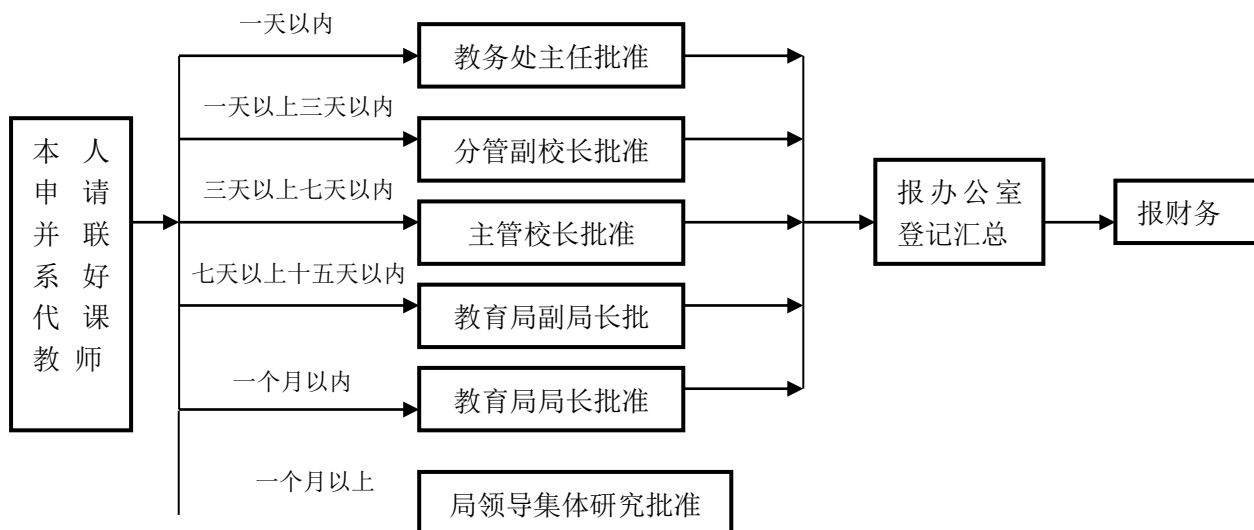 一天以内
教务处主任批准
一天以上三天以内
分管副校长批准
本人
申请
并联
系好
代课
教师
三天以上七天以内
主管校长批准
报办公室
登记汇总
报财务
七天以上十五天以内
教育局副局长批
一个月以内
教育局局长批准
一个月以上
局领导集体研究批准